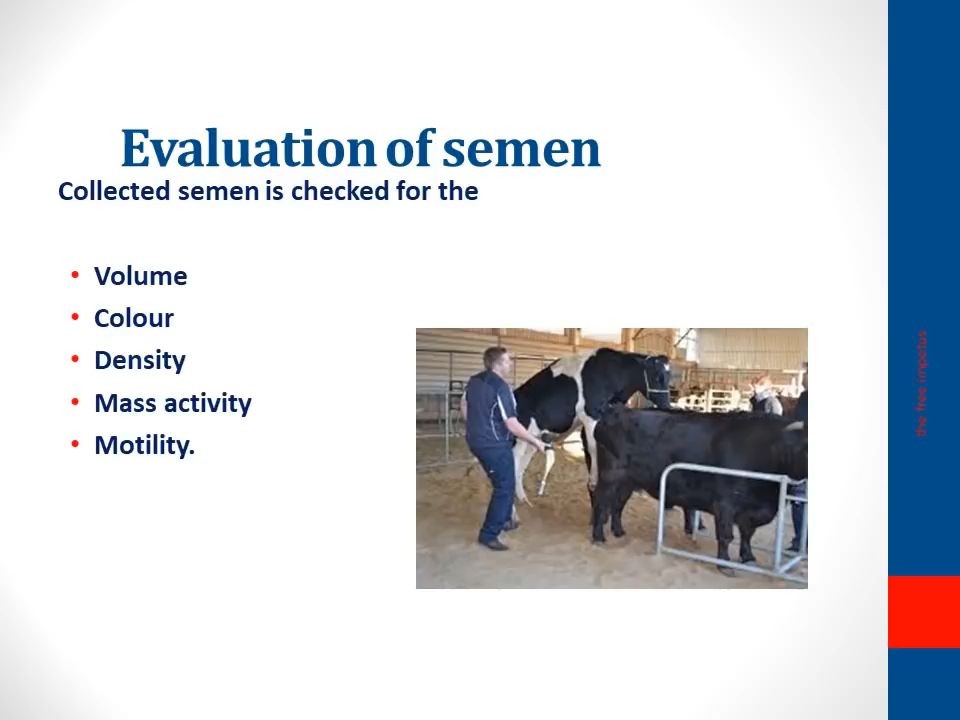 Evaluation of semen
Collected semen is checked for the
• Volume
• Colour
• Density
• Mass activity
• Motility.
the free impetus